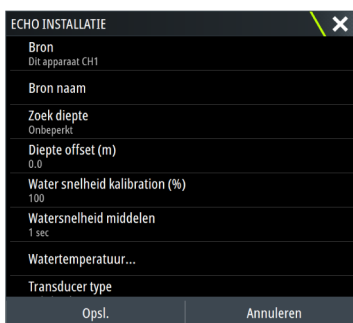 ECHO INSTALLATIE
Bron
Dit apparaat CH1
Bron naam
Zoek diepte
Onbeperkt
Diepte offset (m)
0.0
Water snelheid kalibration (%)
100
Watersnelheid middelen
1 sec
Watertemperatuur...
Transducer type
Opsl.
Annuleren